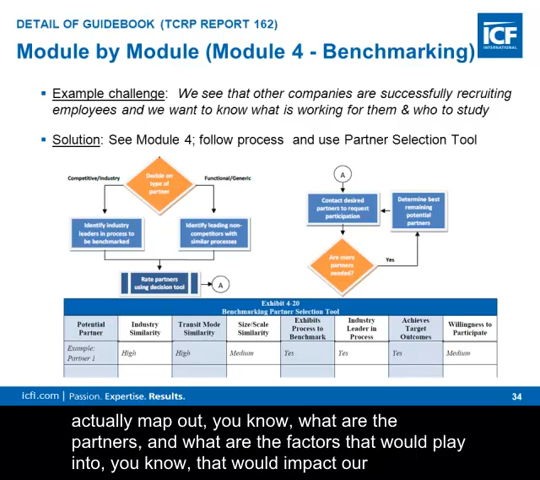 DETAIL OF GUIDEBOOK (TCRP REPORT 162)
Module by Module (Module 4 - Benchmarking)
ICF
INTERNATIONAL
Example challenge: We see that other companies are successfully recruiting
employees and we want to know what is working for them & who to study
Solution: See Module 4; follow process and use Partner Selection Tool
Competitive/Industry
Decide on
type of
partner
Functional/Generic
Identify industry
leaders in process to
be benchmarked
Identify leading non-
competitors with
similar processes
Rate partners
using decision tool
A
A
Contact desired
partners to request
participation
Determine best
remaining
potential
partners
Are more
partners
needed?
Yes
Exhibit 4-20
Benchmarking Partner Selection Tool
Potential
Partner
Industry
Similarity
Transit Mode
Similarity
Size/Scale
Similarity
Exhibits
Process to
Benchmark
Industry
Leader in
Process
Achieves
Target
Outcomes
Willingness to
Participate
Example:
Partner 1
High
High
Medium
Yes
Yes
Yes
Medium
icfi.com | Passion. Expertise. Results.
34
actually map out, you know, what are the
partners, and what are the factors that would play
into, you know, that would impact our